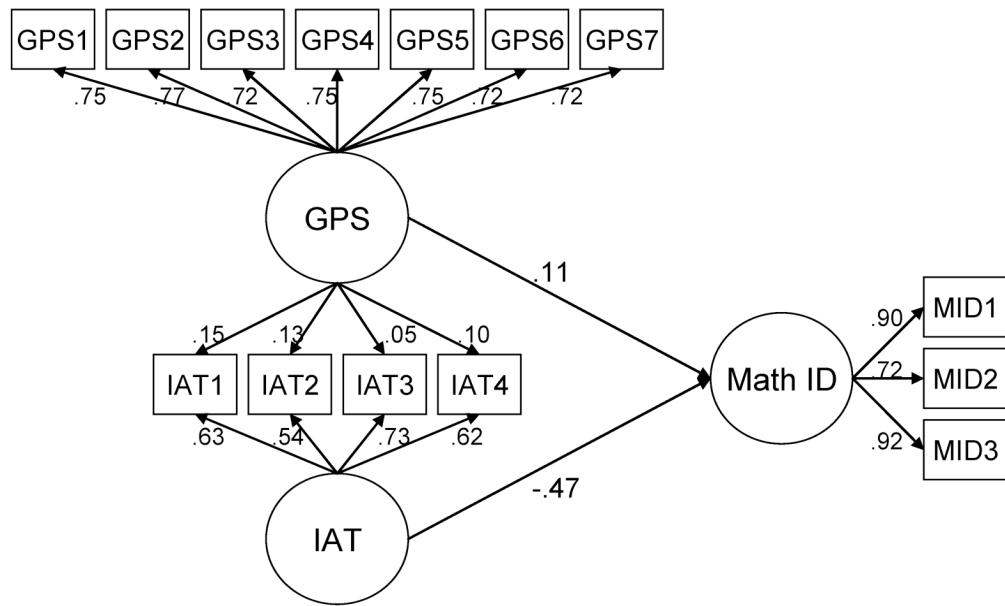 GPS1 GPS2 GPS3 GPS4 GPS5 GPS6 GPS7
.75 .77 .72 .75 .75 .72 .72
GPS
.11
.15 .13 .05 .10
IAT1 IAT2 IAT3 IAT4
.63 .54 .73 .62
IAT
-.47
Math ID
.90 MID1
.72 MID2
.92 MID3